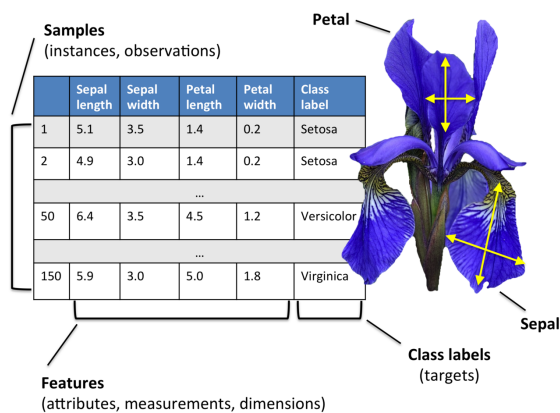 Samples
(instances, observations)
Petal
Sepal length Sepal width Petal length Petal width Class label
1 5.1 3.5 1.4 0.2 Setosa
2 4.9 3.0 1.4 0.2 Setosa
...
50 6.4 3.5 4.5 1.2 Versicolor
...
150 5.9 3.0 5.0 1.8 Virginica
Sepal
Class labels
(targets)
Features
(attributes, measurements, dimensions)